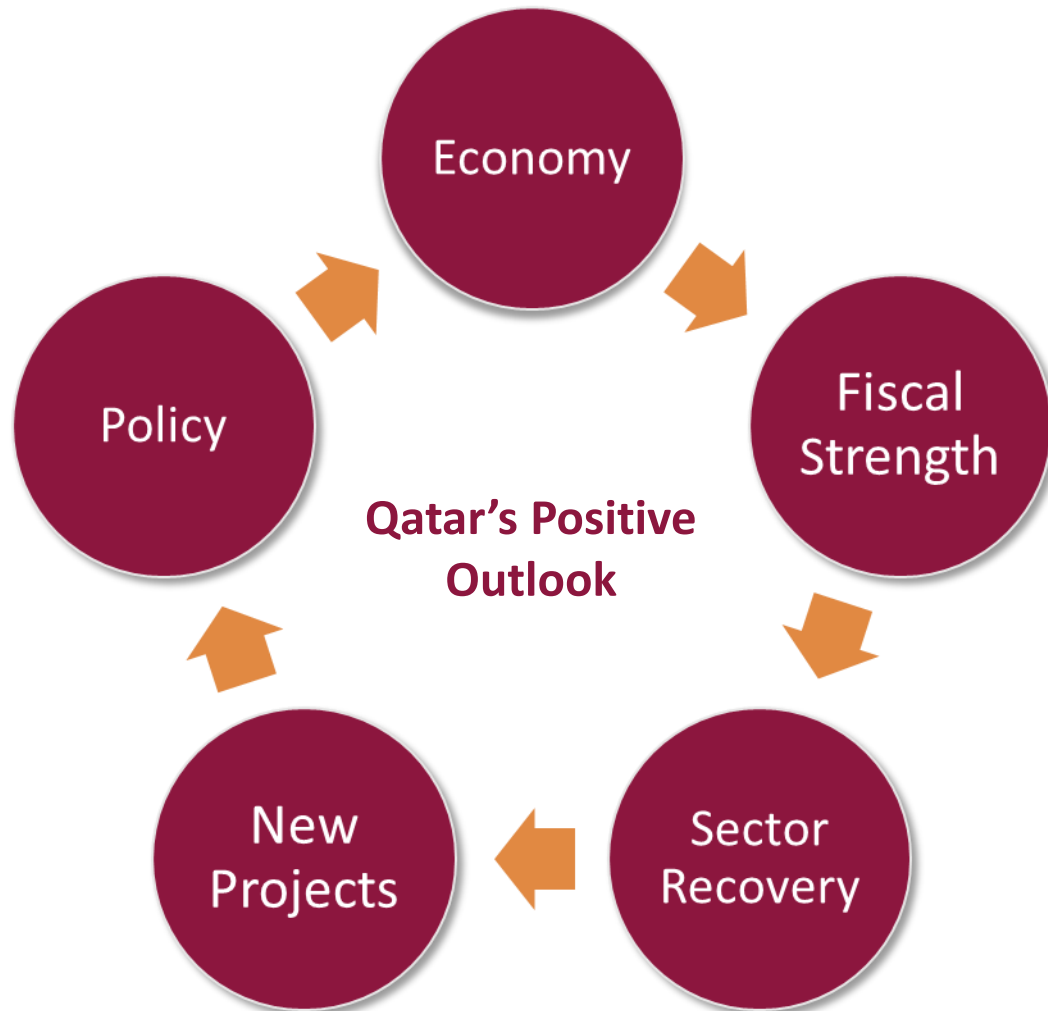 Economy
Fiscal
Strength
Sector
Recovery
New
Projects
Policy
Qatar’s Positive
Outlook